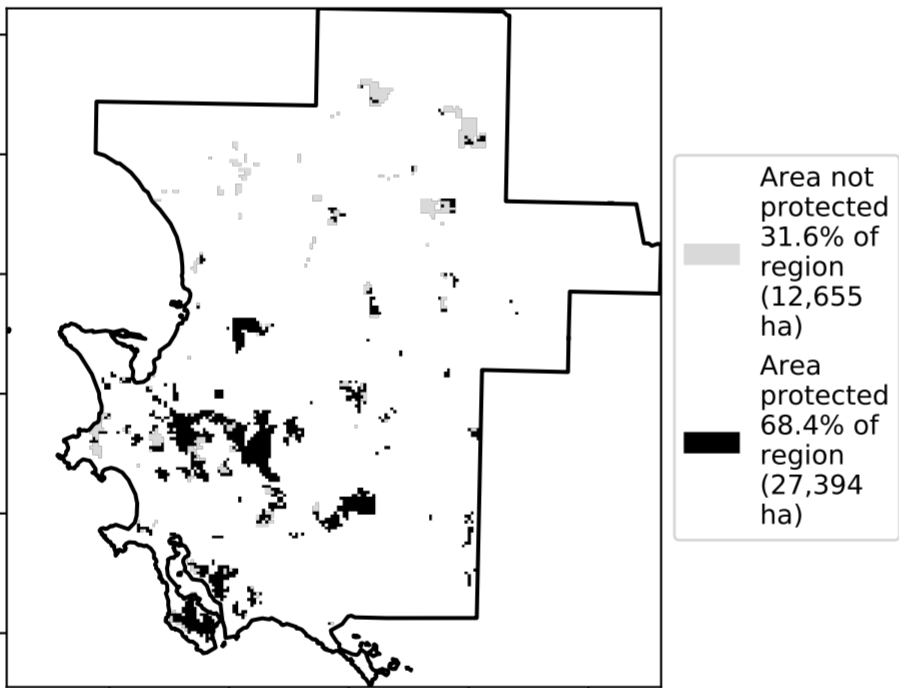 Area not
protected
31.6% of
region
(12,655
ha)
Area
protected
68.4% of
region
(27,394
ha)